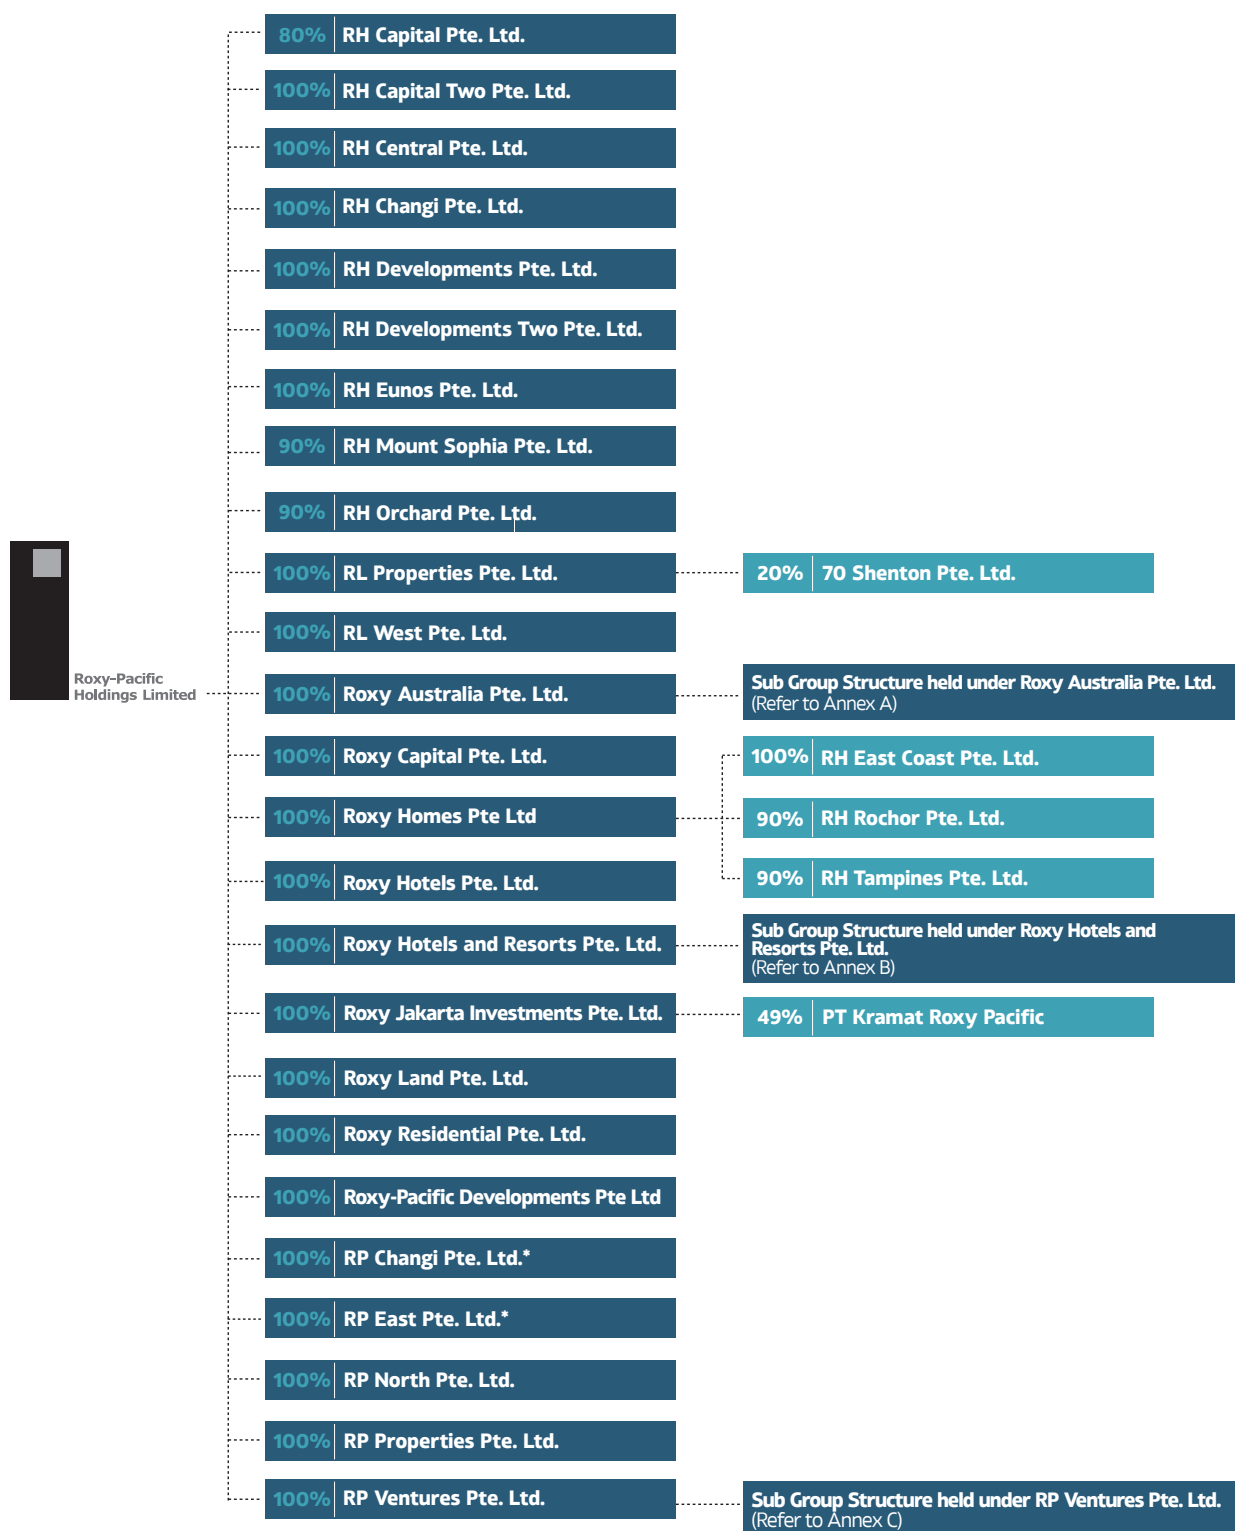 80% RH Capital Pte. Ltd.
100% RH Capital Two Pte. Ltd.
100% RH Central Pte. Ltd.
100% RH Changi Pte. Ltd.
100% RH Developments Pte. Ltd.
100% RH Developments Two Pte. Ltd.
100% RH Eunos Pte. Ltd.
90% RH Mount Sophia Pte. Ltd.
90% RH Orchard Pte. Ltd.
100% RL Properties Pte. Ltd.
20% 70 Shenton Pte. Ltd.
100% RL West Pte. Ltd.
Roxy-Pacific
Holdings Limited
100% Roxy Australia Pte. Ltd.
Sub Group Structure held under Roxy Australia Pte. Ltd.
(Refer to Annex A)
100% Roxy Capital Pte. Ltd.
100% RH East Coast Pte. Ltd.
100% Roxy Homes Pte Ltd
90% RH Rochor Pte. Ltd.
100% Roxy Hotels Pte. Ltd.
90% RH Tampines Pte. Ltd.
100% Roxy Hotels and Resorts Pte. Ltd.
Sub Group Structure held under Roxy Hotels and
Resorts Pte. Ltd.
(Refer to Annex B)
100% Roxy Jakarta Investments Pte. Ltd.
49% PT Kramat Roxy Pacific
100% Roxy Land Pte. Ltd.
100% Roxy Residential Pte. Ltd.
100% Roxy-Pacific Developments Pte Ltd
100% RP Changi Pte. Ltd.*
100% RP East Pte. Ltd.*
100% RP North Pte. Ltd.
100% RP Properties Pte. Ltd.
100% RP Ventures Pte. Ltd.
Sub Group Structure held under RP Ventures Pte. Ltd.
(Refer to Annex C)